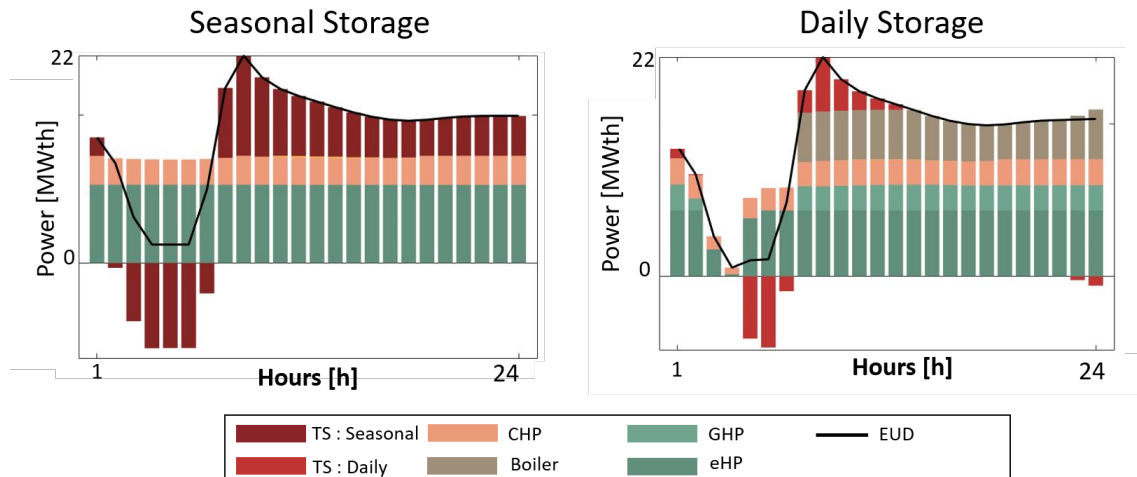 Seasonal Storage
22
Power [MWth]
0
1
Hours [h]
24
Daily Storage
22
Power [MWth]
0
1
Hours [h]
24
TS : Seasonal CHP GHP EUD
TS : Daily Boiler eHP